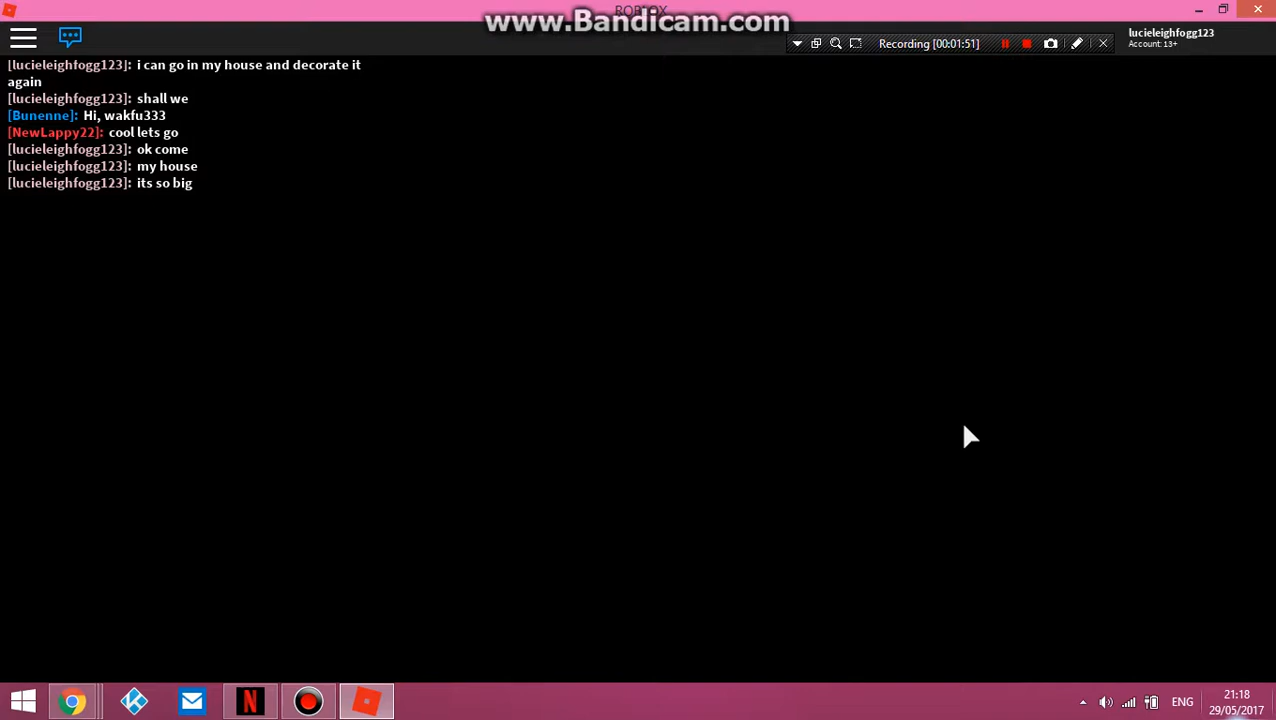 ROBLOX
www.Bandicam.com
Recording [00:01:51]
lucieleighfogg123
Account: 13+
[lucieleighfogg123]: i can go in my house and decorate it
again
[lucieleighfogg123]: shall we
[Bunenne]: Hi, wakfu333
[NewLappy22]: cool lets go
[lucieleighfogg123]: ok come
[lucieleighfogg123]: my house
[lucieleighfogg123]: its so big
N
ENG
21:18
29/05/2017